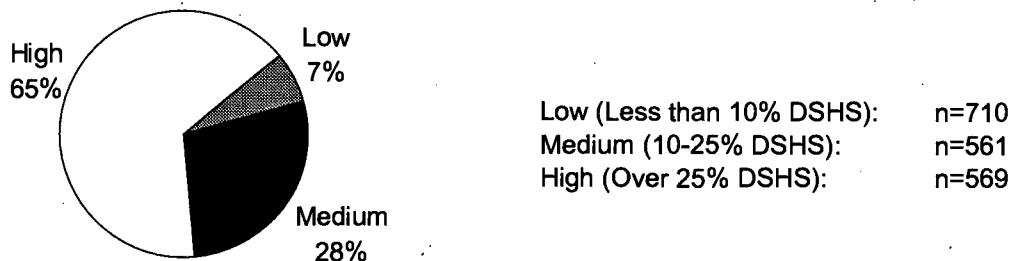 High
65%
Low
7%
Medium
28%
Low (Less than 10% DSHS): n=710
Medium (10-25% DSHS): n=561
High (Over 25% DSHS): n=569